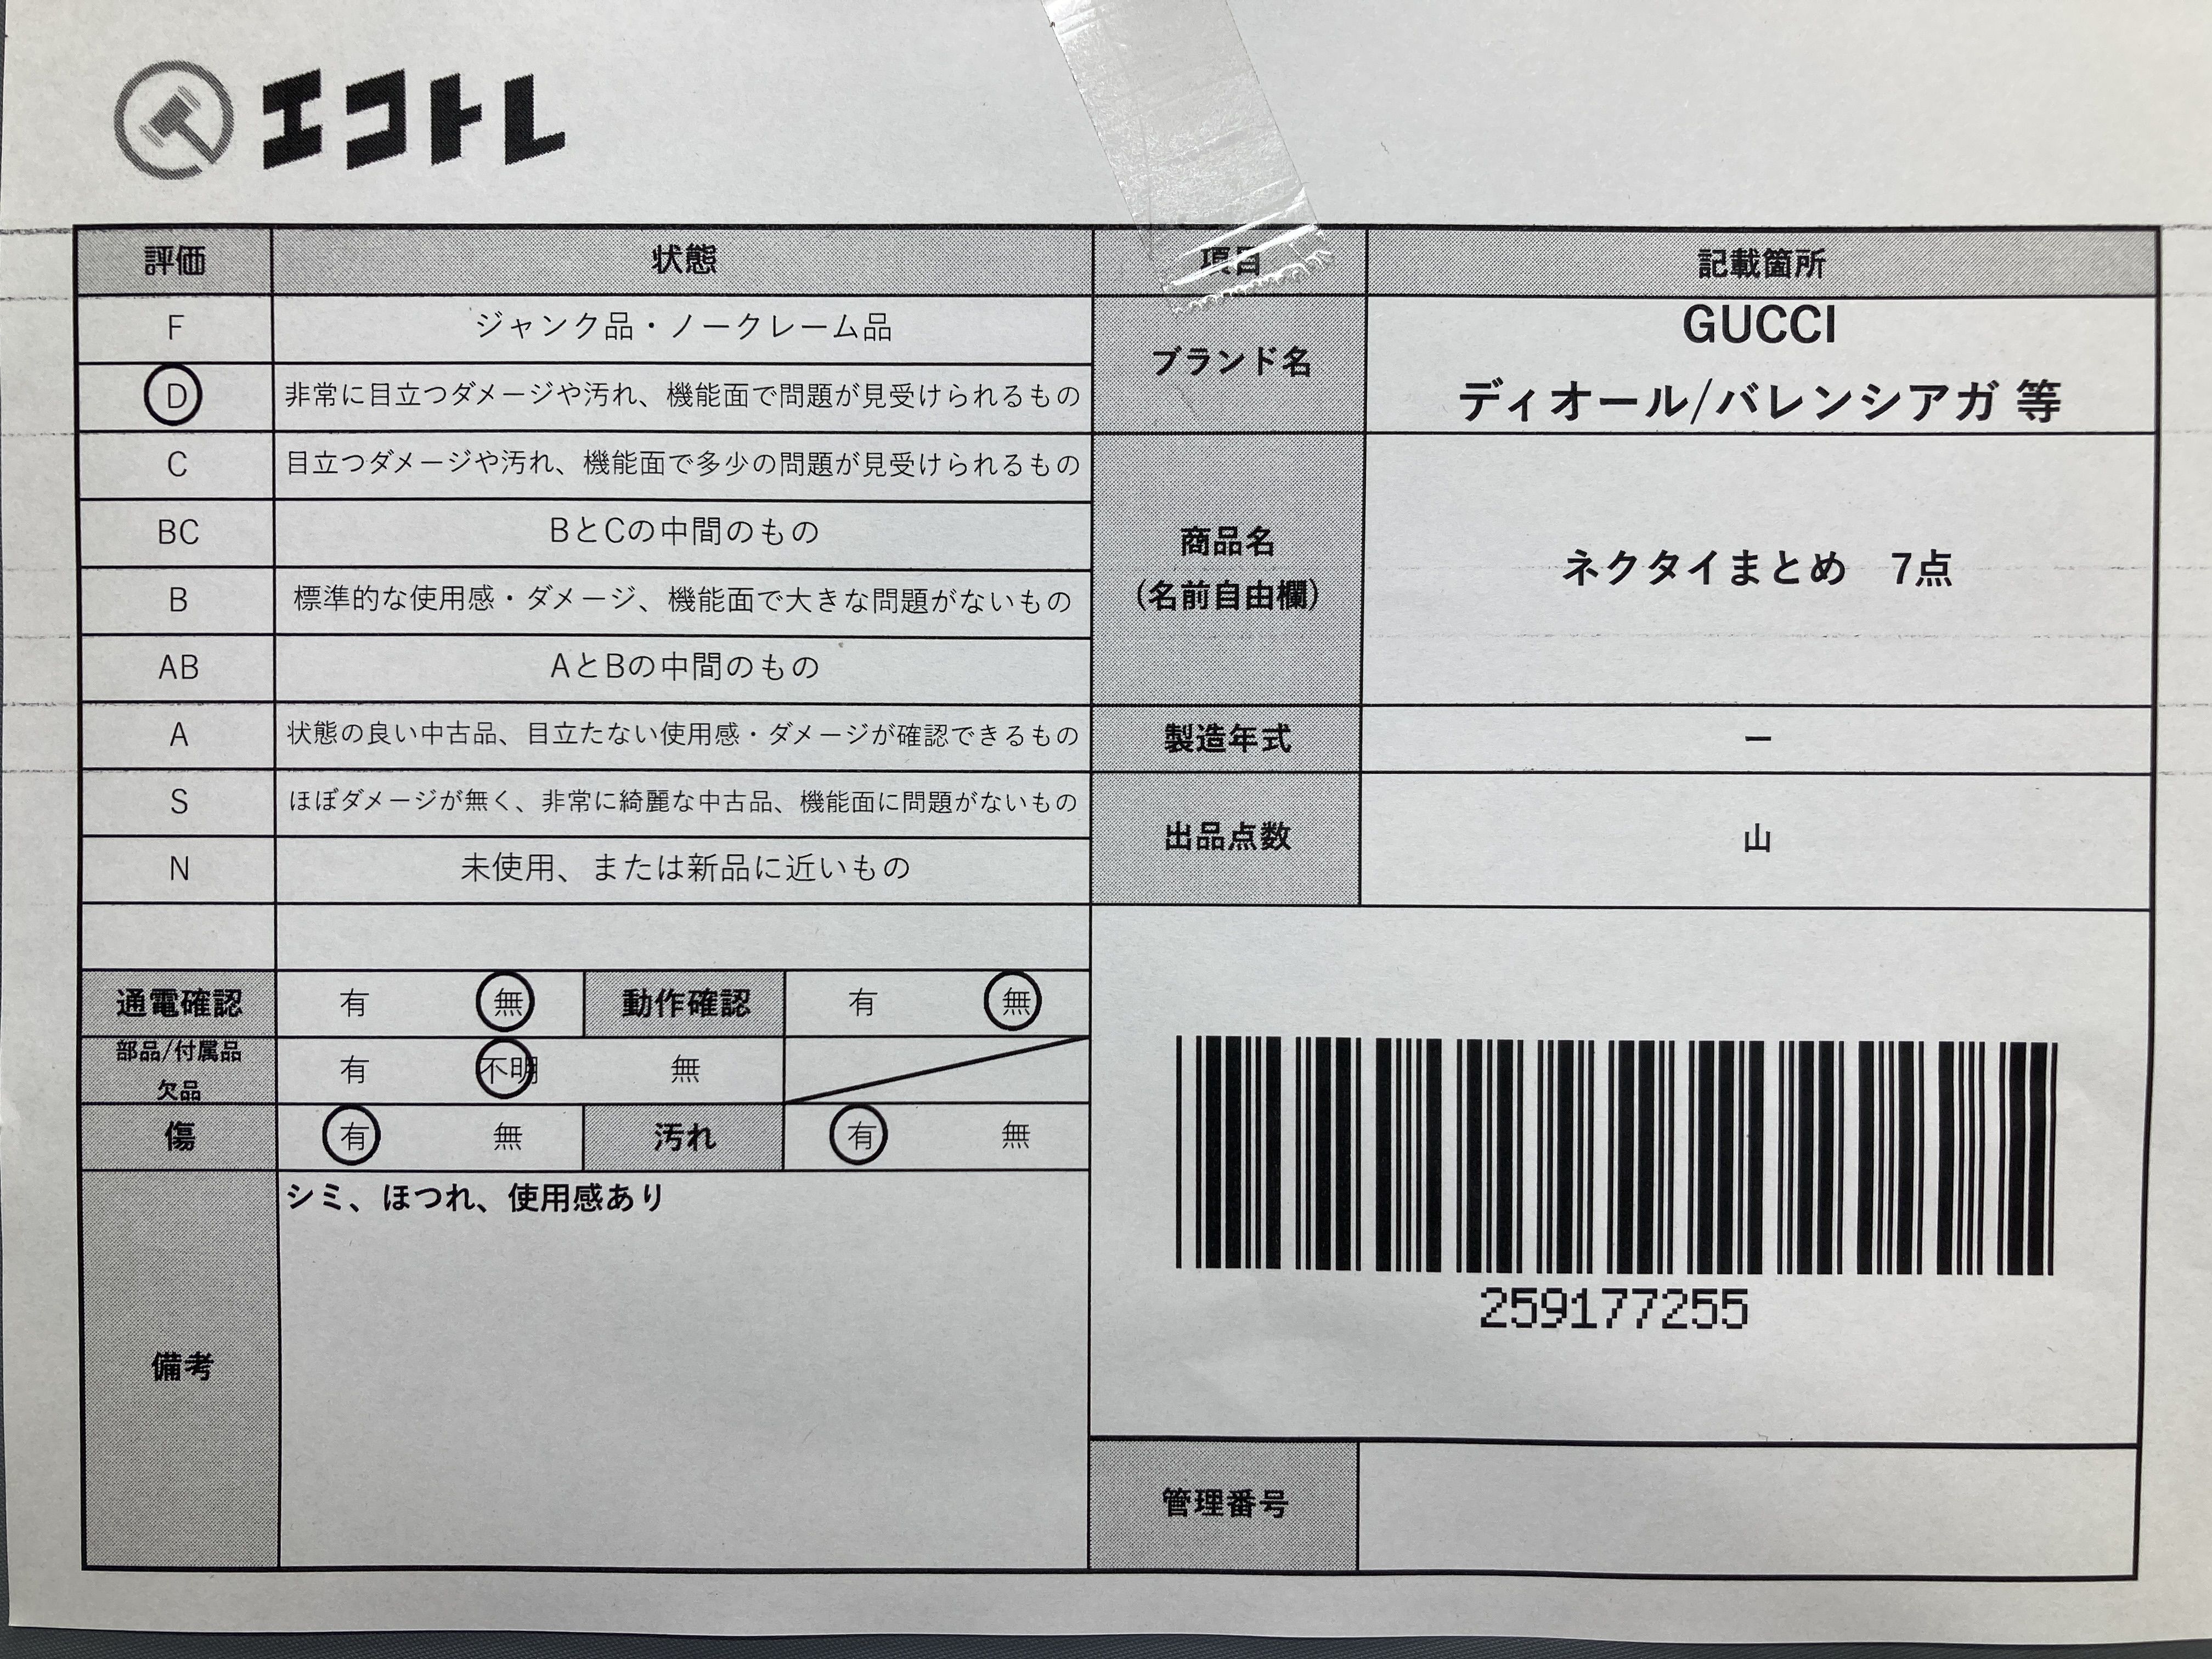 エコトレ
評価 状態 項目 記載箇所
F ジャンク品・ノークレーム品
D 非常に目立つダメージや汚れ、機能面で問題が見受けられるもの
C 目立つダメージや汚れ、機能面で多少の問題が見受けられるもの
BC BとCの中間のもの
B 標準的な使用感・ダメージ、機能面で大きな問題がないもの
AB AとBの中間のもの
A 状態の良い中古品、目立たない使用感・ダメージが確認できるもの
S ほぼダメージが無く、非常に綺麗な中古品、機能面に問題がないもの
N 未使用、または新品に近いもの
通電確認 有 無 動作確認 有 無
部品/付属品
欠品
有 不明 無
傷 有 無 汚れ 有 無
備考
シミ、ほつれ、使用感あり
ブランド名
GUCCI
ディオール/バレンシアガ 等
商品名
(名前自由欄)
ネクタイまとめ 7点
製造年式 ー
出品点数 山
259177255
管理番号